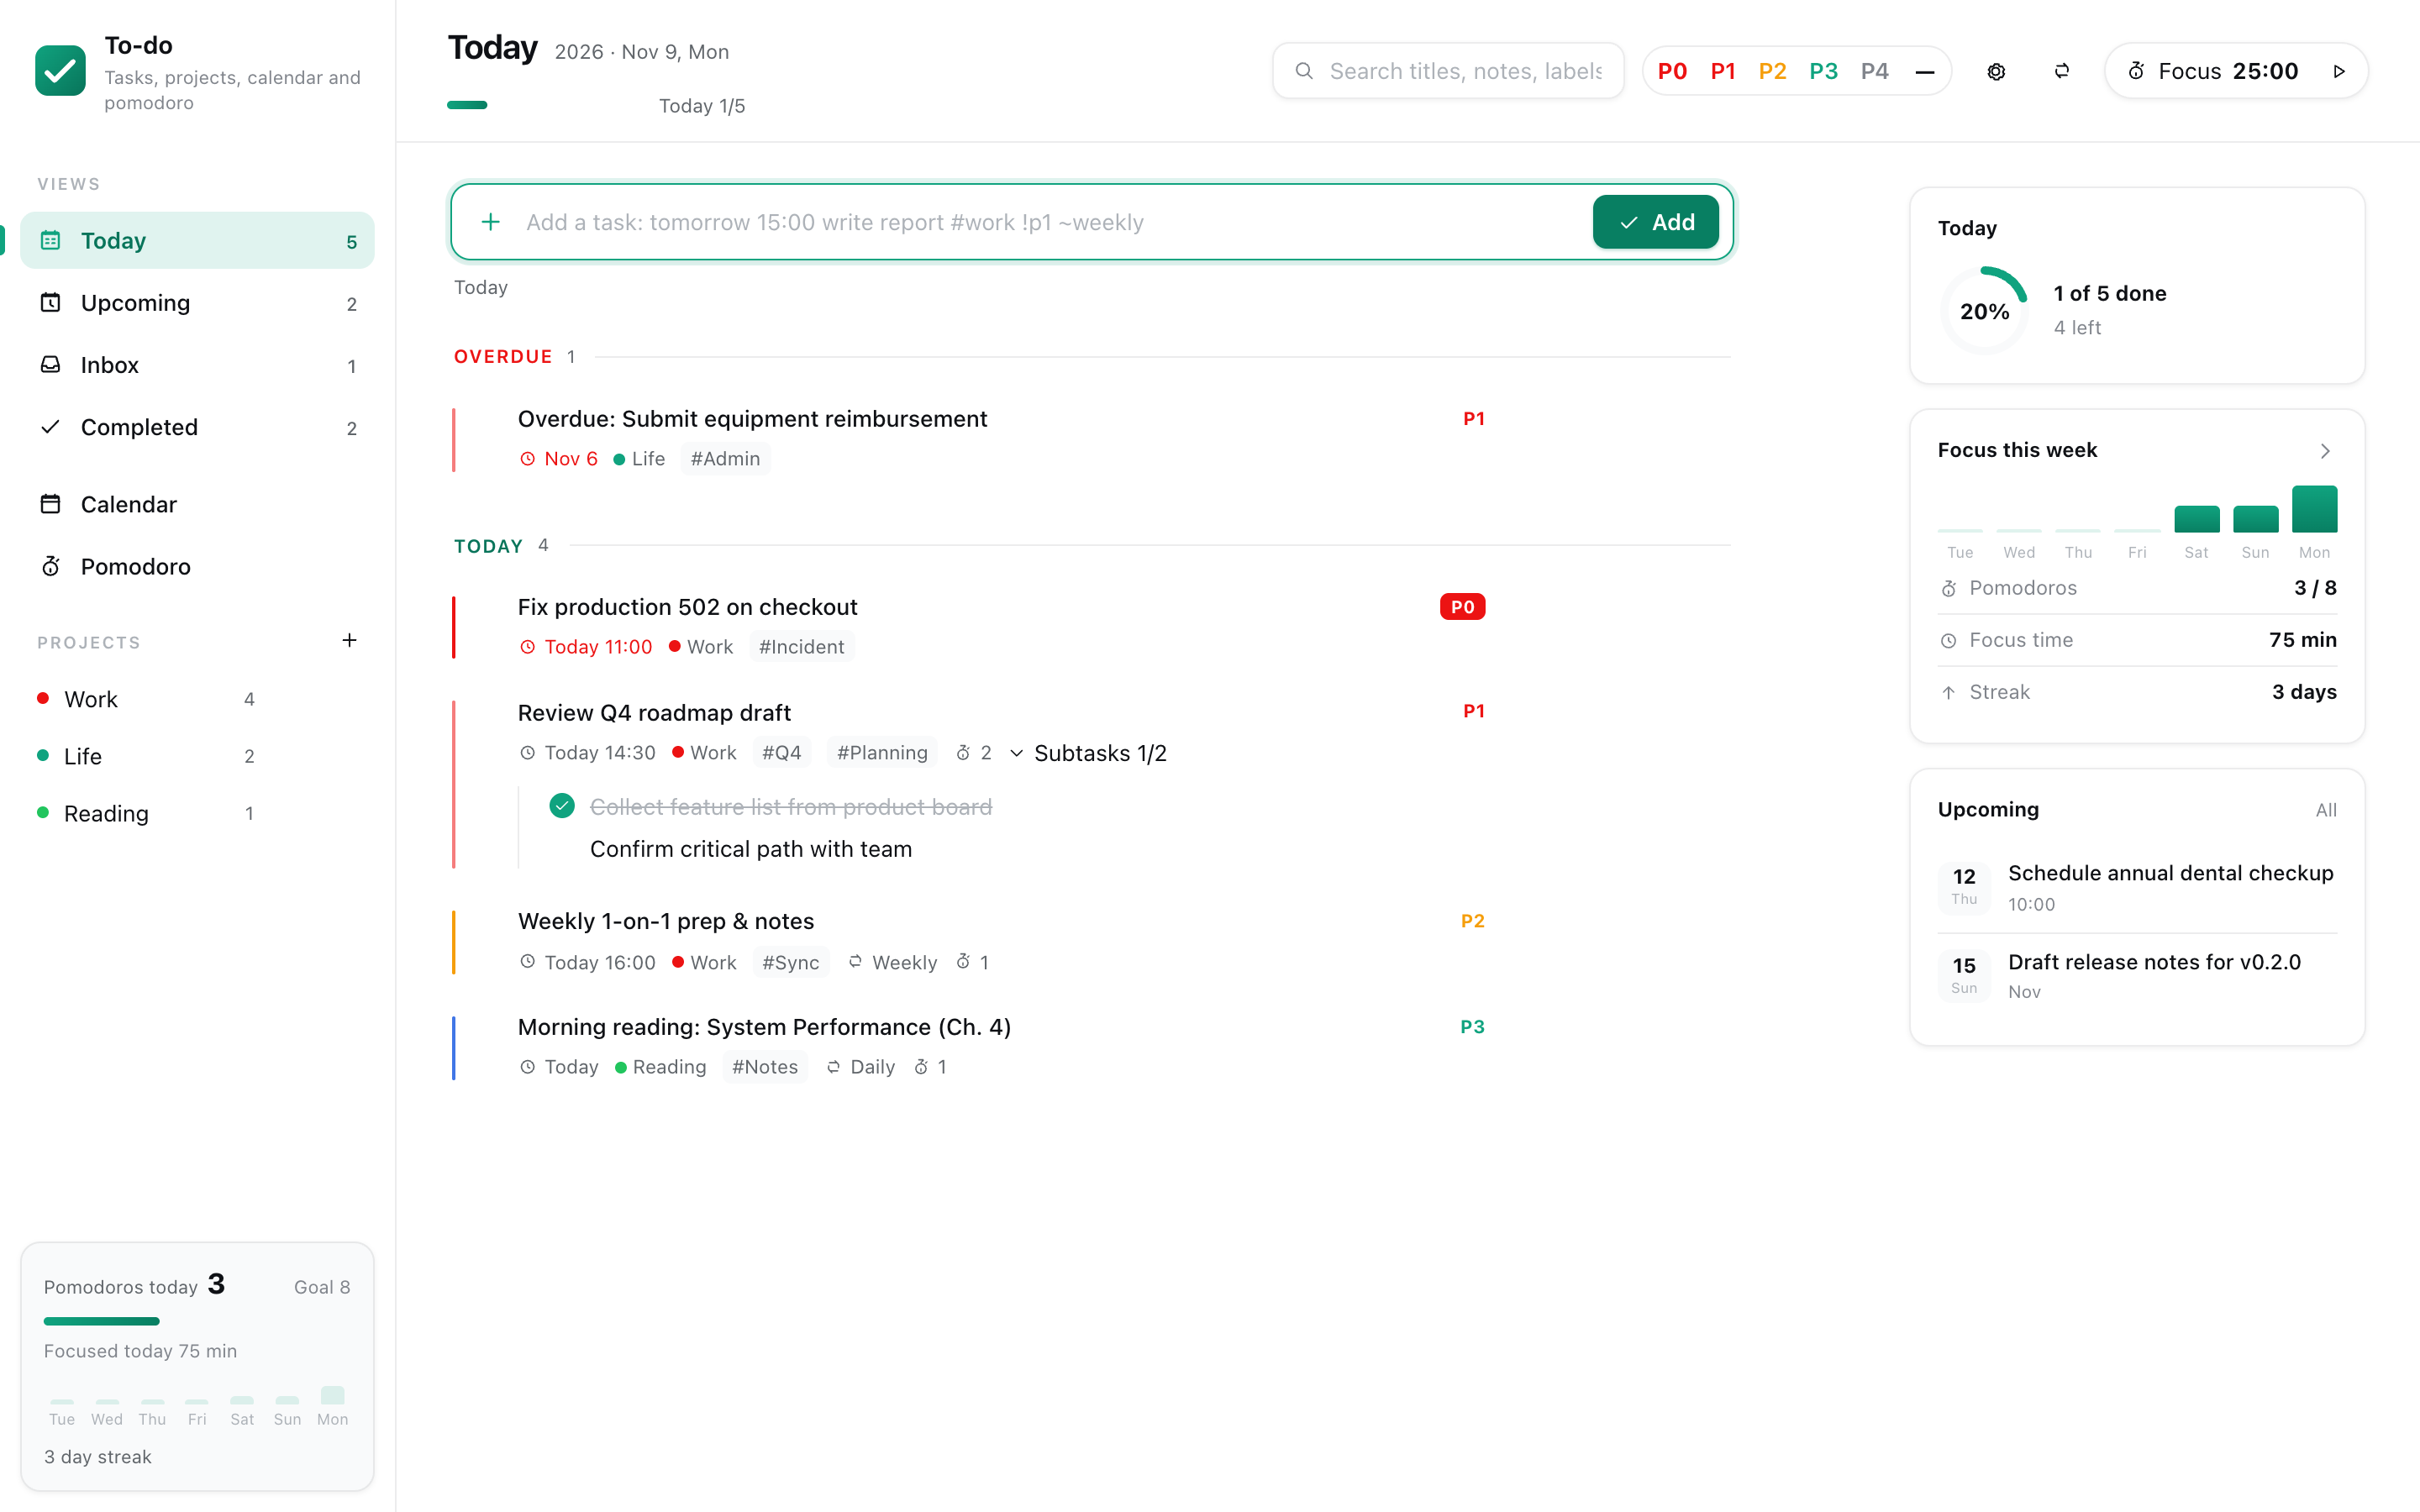 To-do
Tasks, projects, calendar and
pomodoro
VIEWS
Today 5
Upcoming 2
Inbox 1
Completed 2
Calendar
Pomodoro
PROJECTS
Work 4
Life 2
Reading 1
Pomodoros today 3 Goal 8
Focused today 75 min
Tue Wed Thu Fri Sat Sun Mon
3 day streak
Today 2026 · Nov 9, Mon
Today 1/5
Search titles, notes, labels
P0 P1 P2 P3 P4 —
Focus 25:00
Add a task: tomorrow 15:00 write report #work !p1 ~weekly
Add
Today
OVERDUE 1
Overdue: Submit equipment reimbursement P1
Nov 6 Life #Admin
TODAY 4
Fix production 502 on checkout P0
Today 11:00 Work #Incident
Review Q4 roadmap draft P1
Today 14:30 Work #Q4 #Planning 2 Subtasks 1/2
Collect feature list from product board
Confirm critical path with team
Weekly 1-on-1 prep & notes P2
Today 16:00 Work #Sync Weekly 1
Morning reading: System Performance (Ch. 4) P3
Today Reading #Notes Daily 1
Today
20%
1 of 5 done
4 left
Focus this week
Tue Wed Thu Fri Sat Sun Mon
Pomodoros 3 / 8
Focus time 75 min
Streak 3 days
Upcoming All
12 Thu
Schedule annual dental checkup
10:00
15 Sun
Draft release notes for v0.2.0
Nov